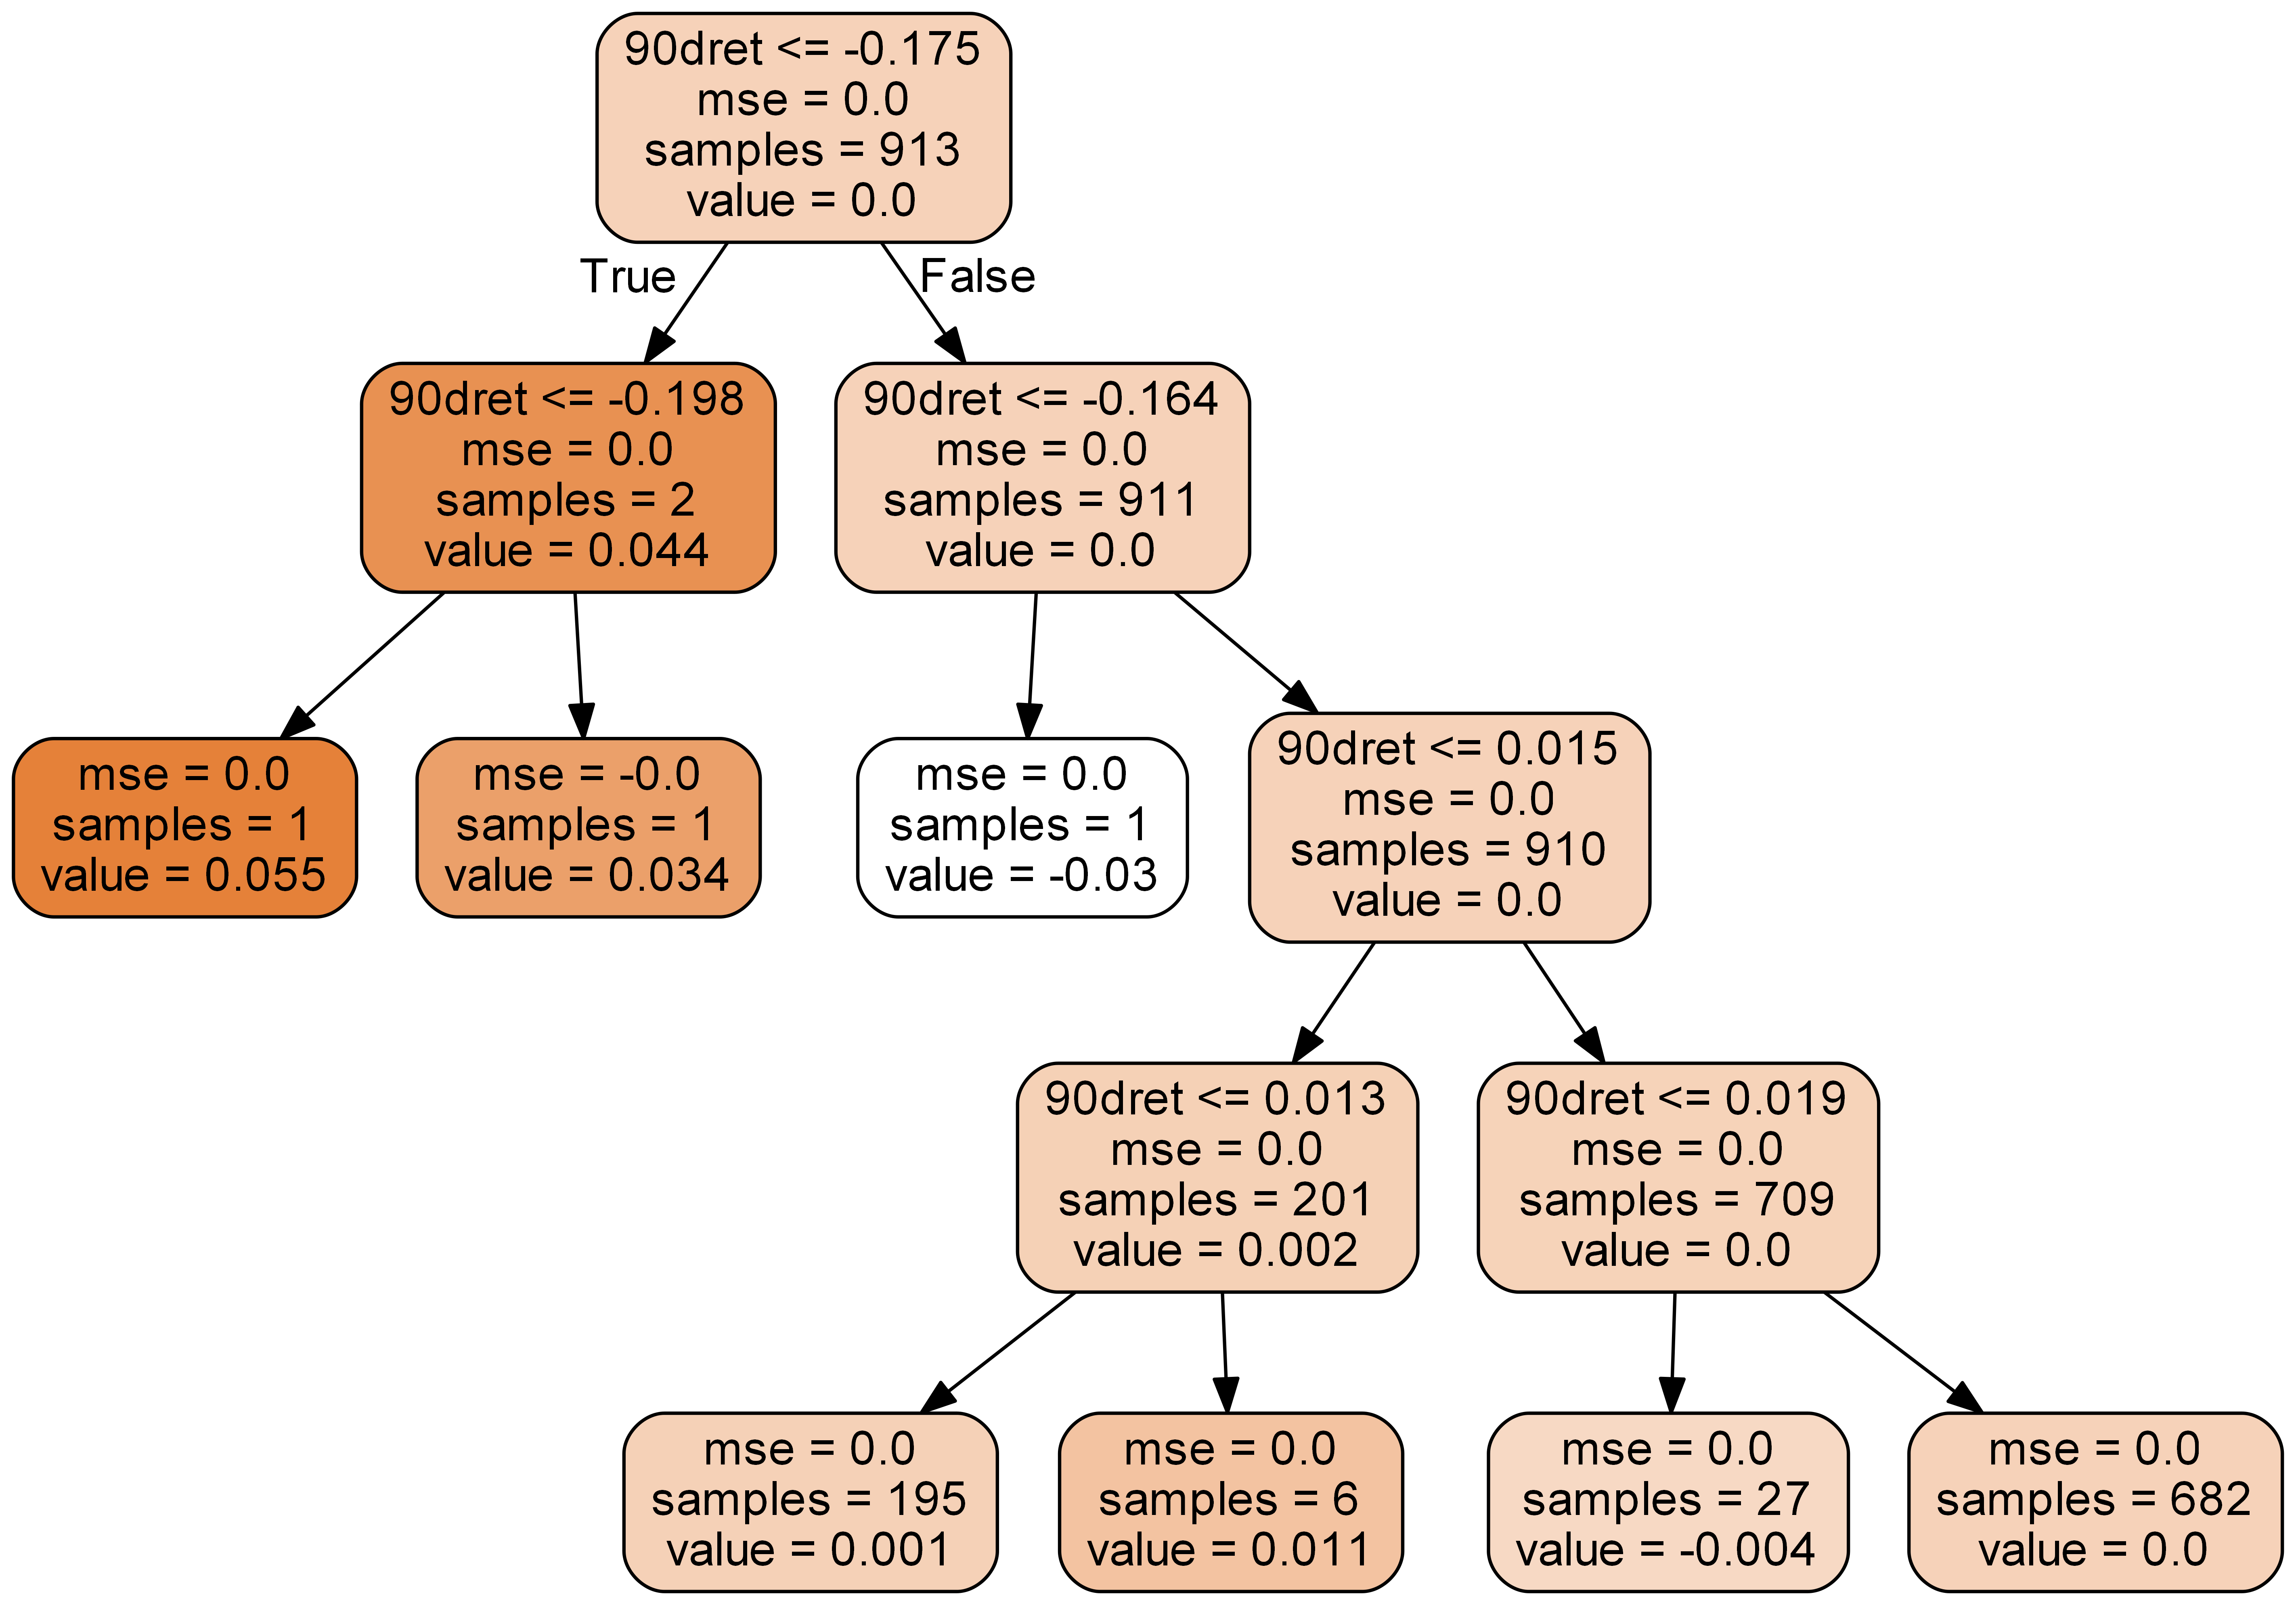 90dret <= -0.175
mse = 0.0
samples = 913
value = 0.0
True
False
90dret <= -0.198
mse = 0.0
samples = 2
value = 0.044
90dret <= -0.164
mse = 0.0
samples = 911
value = 0.0
mse = 0.0
samples = 1
value = 0.055
mse = -0.0
samples = 1
value = 0.034
mse = 0.0
samples = 1
value = -0.03
90dret <= 0.015
mse = 0.0
samples = 910
value = 0.0
90dret <= 0.013
mse = 0.0
samples = 201
value = 0.002
90dret <= 0.019
mse = 0.0
samples = 709
value = 0.0
mse = 0.0
samples = 195
value = 0.001
mse = 0.0
samples = 6
value = 0.011
mse = 0.0
samples = 27
value = -0.004
mse = 0.0
samples = 682
value = 0.0